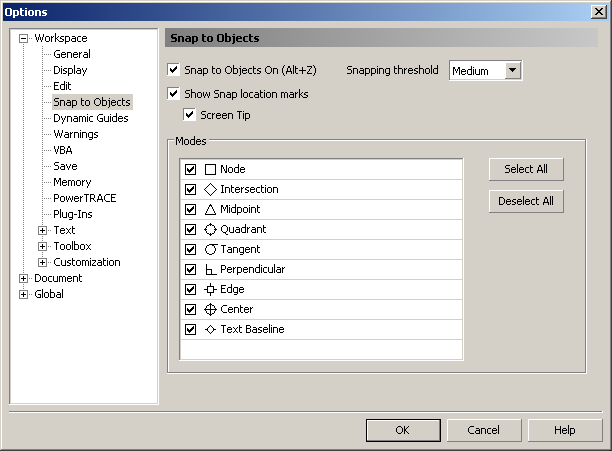 Options
Workspace
General
Display
Edit
Snap to Objects
Dynamic Guides
Warnings
VBA
Save
Memory
PowerTRACE
Plug-Ins
Text
Toolbox
Customization
Document
Global
Snap to Objects
Snap to Objects On (Alt+Z) Snapping threshold Medium
Show Snap location marks
Screen Tip
Modes
Node
Intersection
Midpoint
Quadrant
Tangent
Perpendicular
Edge
Center
Text Baseline
Select All
Deselect All
OK Cancel Help